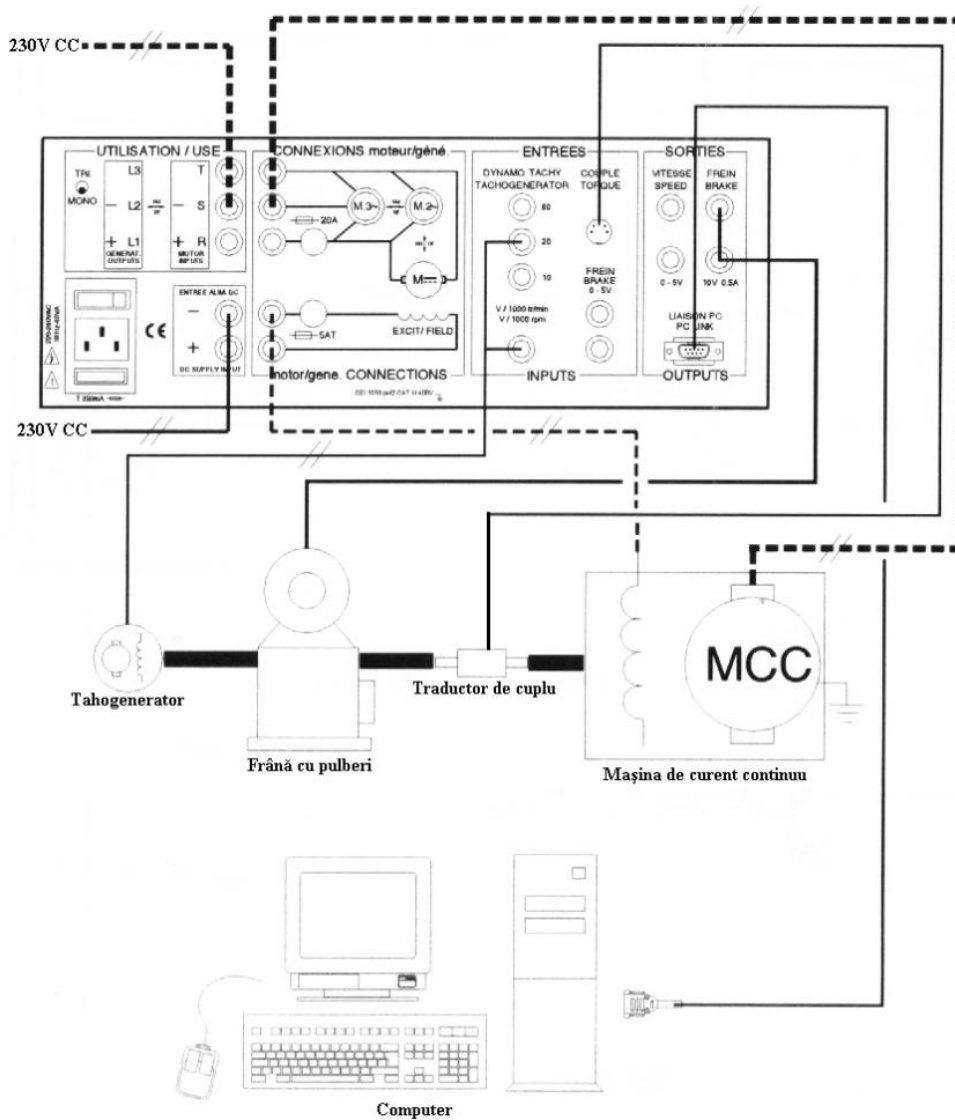 230V CC
UTILISATION / USE
CONNEXIONS moteur/géné.
ENTREES
SORTIES
TRI.
MONO
L3
L2
L1
+
GENERAT. OUTPUTS
T
S
R
+
MOTOR INPUTS
20A
M.3~
M.2~
M
DYNAMO TACHY
TACHOGENERATOR
60
20
10
V / 1000 tr/min
V / 1000 rpm
COUPLE
TORQUE
FREIN
BRAKE
0 - 5V
VITESSE
SPEED
FREIN
BRAKE
0 - 5V
10V 0.5A
LIAISON PC
PC LINK
ENTREE ALIM. DC
DC SUPPLY INPUT
CE
5AT
EXCIT/ FIELD
motor/gene. CONNECTIONS
INPUTS
OUTPUTS
230V CC
MCC
Tahogenerator
Traductor de cuplu
Frână cu pulberi
Mașina de curent continuu
Computer